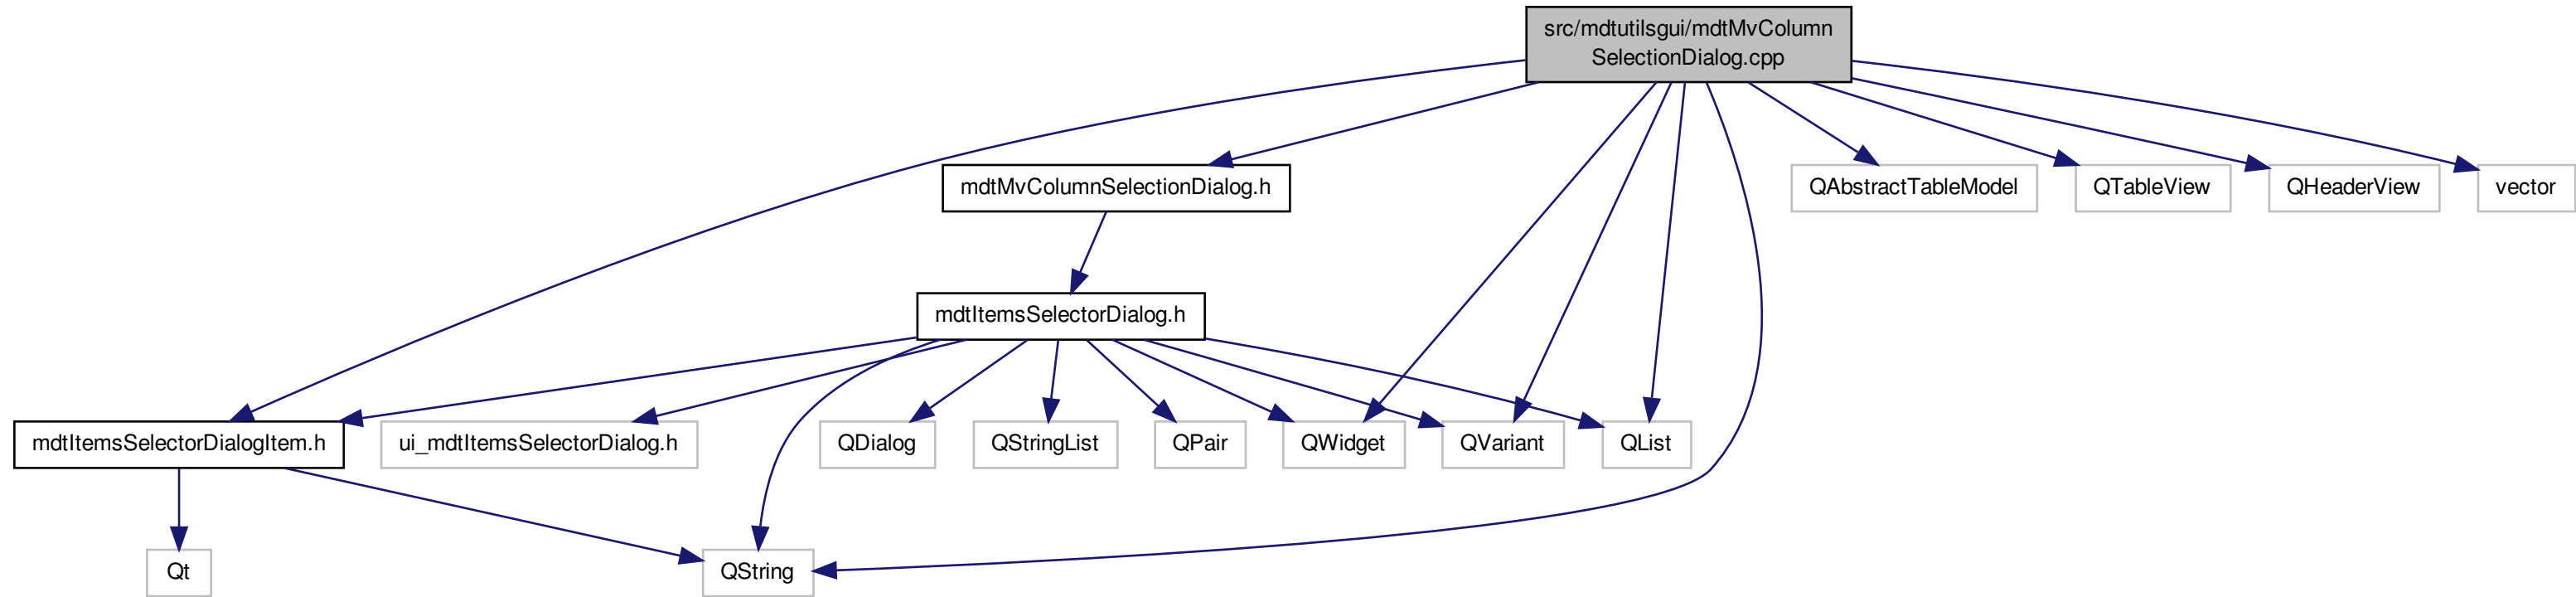 src/mdtutilsgui/mdtMvColumn
SelectionDialog.cpp
mdtMvColumnSelectionDialog.h
QAbstractTableModel
QTableView
QHeaderView
vector
mdtItemsSelectorDialog.h
mdtItemsSelectorDialogItem.h
ui_mdtItemsSelectorDialog.h
QDialog
QStringList
QPair
QWidget
QVariant
QList
Qt
QString